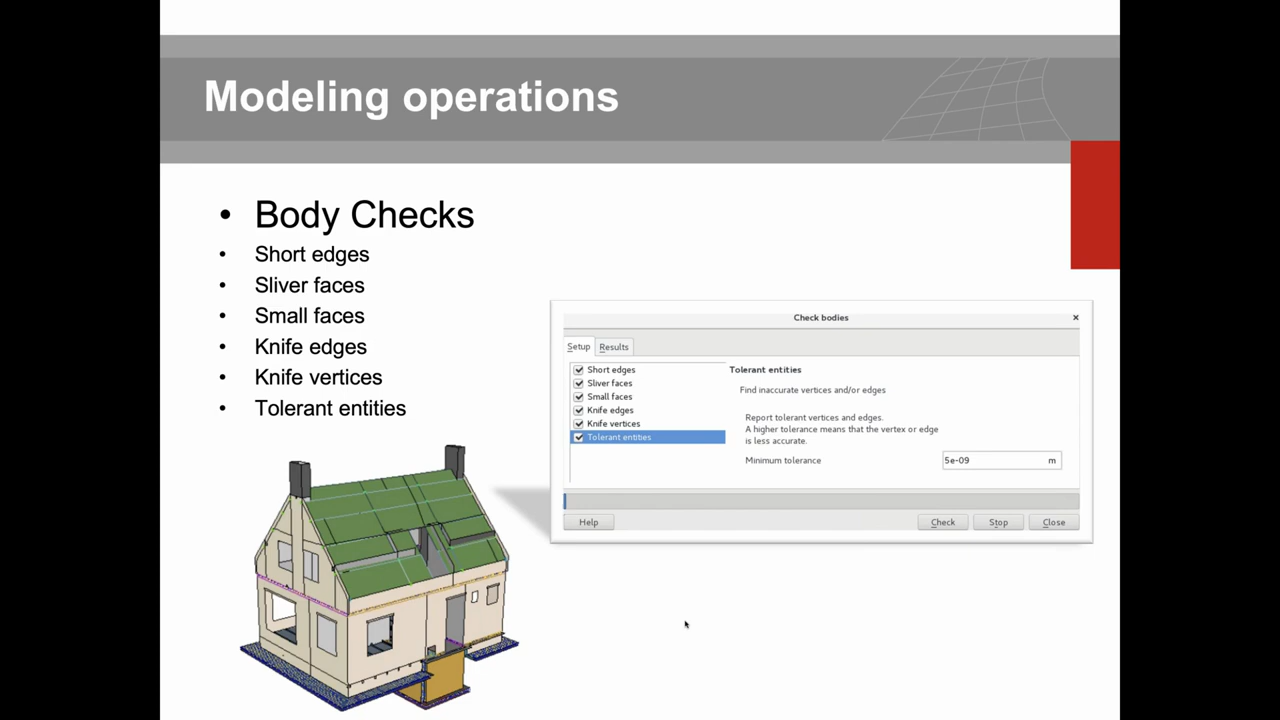 Modeling operations
• Body Checks
• Short edges
• Sliver faces
• Small faces
• Knife edges
• Knife vertices
• Tolerant entities
Check bodies
Setup Results
Short edges
Sliver faces
Small faces
Knife edges
Knife vertices
Tolerant entities
Tolerant entities
Find inaccurate vertices and/or edges
Report tolerant vertices and edges.
A higher tolerance means that the vertex or edge
is less accurate.
Minimum tolerance 5e-09 m
Help Check Stop Close